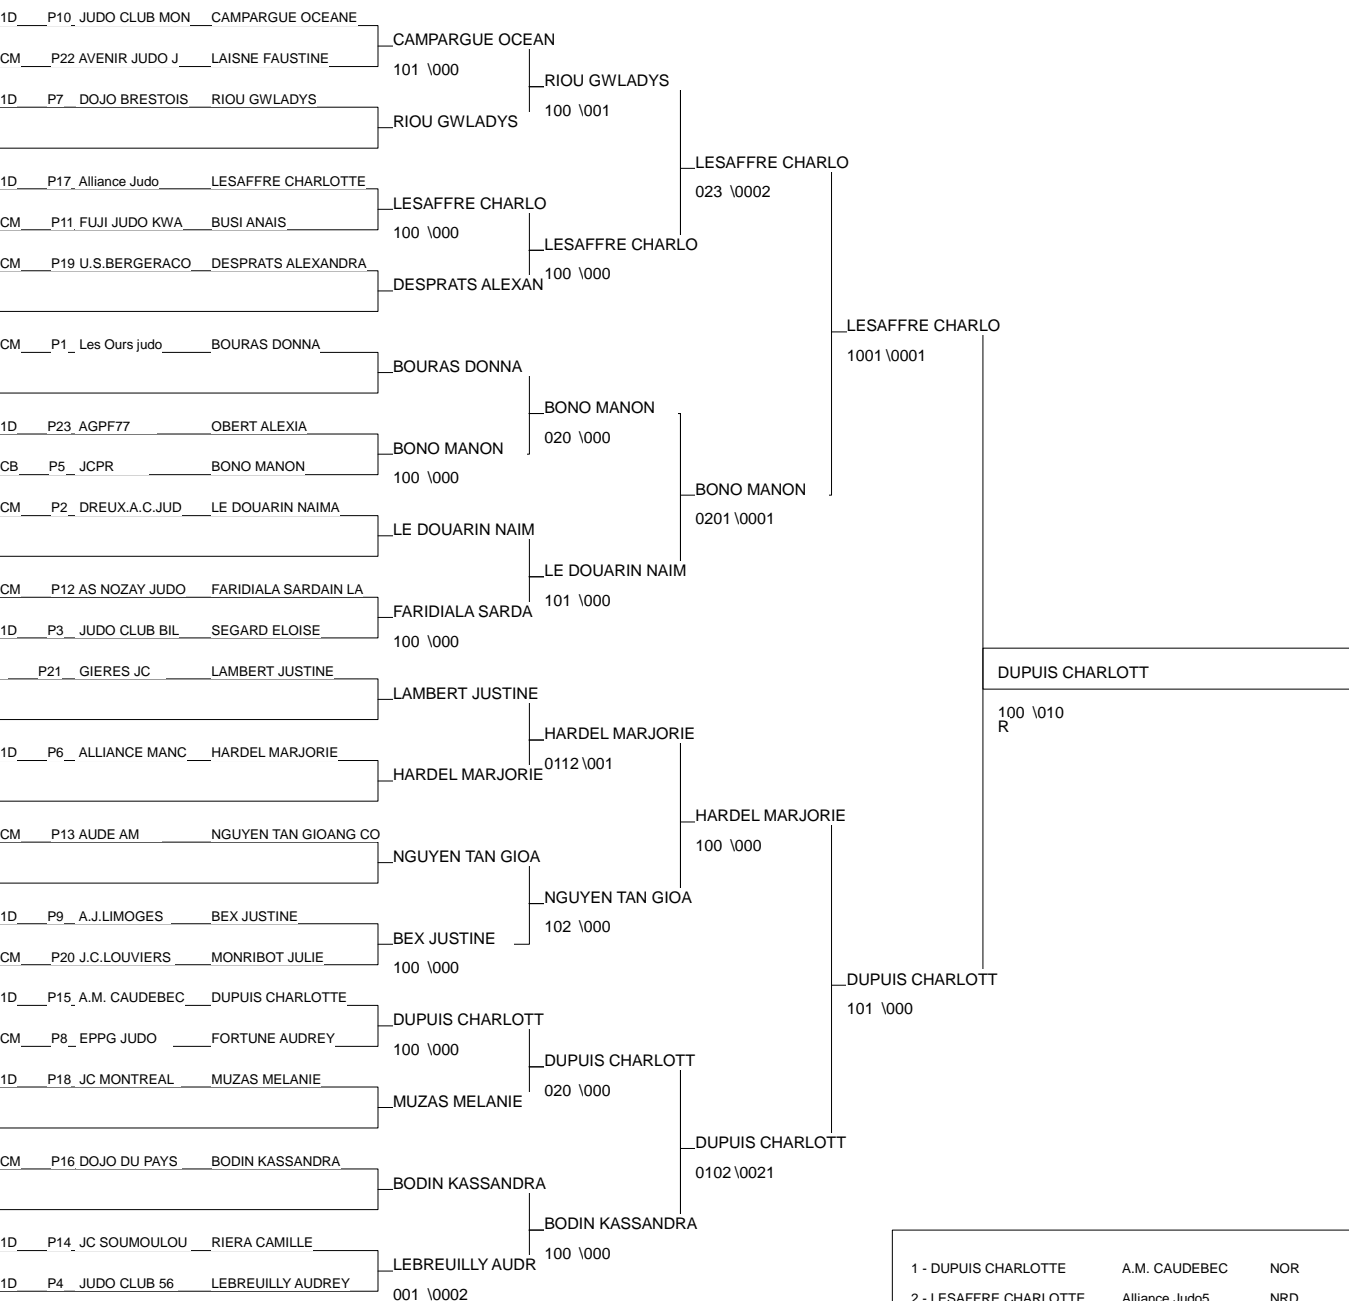 1D P10 JUDO CLUB MON CAMPARGUE OCEANE
CAMPARGUE OCEAN
CM P22 AVENIR JUDO J LAISNE FAUSTINE
101 \000
RIOU GWLADYS
1D P7 DOJO BRESTOIS RIOU GWLADYS
100 \001
RIOU GWLADYS
LESAFFRE CHARLO
1D P17 Alliance Judo LESAFFRE CHARLOTTE
023 \0002
LESAFFRE CHARLO
CM P11 FUJI JUDO KWA BUSI ANAIS
100 \000
LESAFFRE CHARLO
CM P19 U.S.BERGERACO DESPRATS ALEXANDRA
100 \000
DESPRATS ALEXAN
LESAFFRE CHARLO
CM P1 Les Ours judo BOURAS DONNA
1001 \0001
BOURAS DONNA
BONO MANON
1D P23 AGPF77 OBERT ALEXIA
020 \000
BONO MANON
CB P5 JCPR BONO MANON
100 \000
BONO MANON
CM P2 DREUX.A.C.JUD LE DOUARIN NAIMA
0201 \0001
LE DOUARIN NAIM
LE DOUARIN NAIM
CM P12 AS NOZAY JUDO FARIDIALA SARDAIN LA
101 \000
FARIDIALA SARDA
1D P3 JUDO CLUB BIL SEGARD ELOISE
100 \000
P21 GIERES JC LAMBERT JUSTINE
DUPUIS CHARLOTT
LAMBERT JUSTINE
100 \010
R
HARDEL MARJORIE
1D P6 ALLIANCE MANC HARDEL MARJORIE
0112 \001
HARDEL MARJORIE
HARDEL MARJORIE
CM P13 AUDE AM NGUYEN TAN GIOANG CO
100 \000
NGUYEN TAN GIOA
NGUYEN TAN GIOA
1D P9 A.J.LIMOGES BEX JUSTINE
102 \000
BEX JUSTINE
CM P20 J.C.LOUVIERS MONRIBOT JULIE
100 \000
DUPUIS CHARLOTT
1D P15 A.M. CAUDEBEC DUPUIS CHARLOTTE
101 \000
DUPUIS CHARLOTT
CM P8 EPPG JUDO FORTUNE AUDREY
100 \000
DUPUIS CHARLOTT
1D P18 JC MONTREAL MUZAS MELANIE
020 \000
MUZAS MELANIE
DUPUIS CHARLOTT
CM P16 DOJO DU PAYS BODIN KASSANDRA
0102 \0021
BODIN KASSANDRA
BODIN KASSANDRA
1D P14 JC SOUMOULOU RIERA CAMILLE
100 \000
LEBREUILLY AUDR
1D P4 JUDO CLUB 56 LEBREUILLY AUDREY
001 \0002
1 - DUPUIS CHARLOTTE A.M. CAUDEBEC NOR
2 - LESAFFRE CHARLOTTE Alliance Judo5 NRD